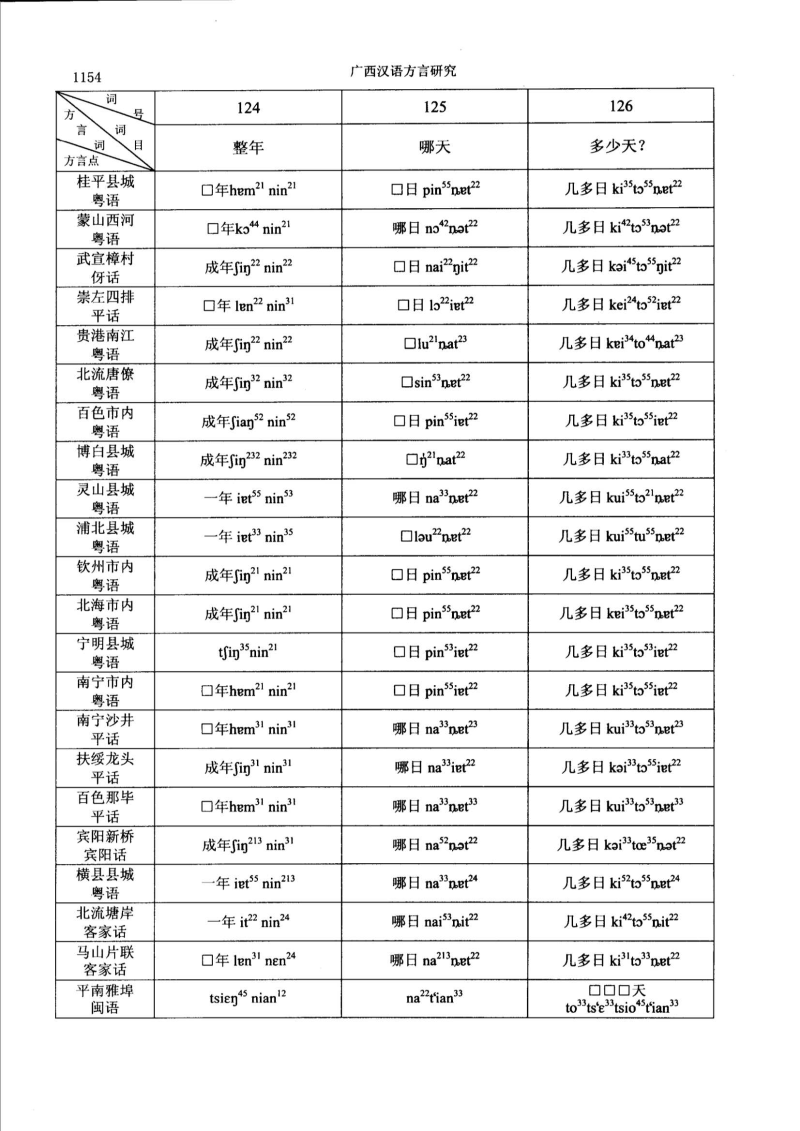 1154
广西汉语方言研究
词 号 方 言 词 词 目 方言点 124 125 126
整年 哪天 多少天？
桂平县城 粤语 □年hɐm²¹ nin²¹ □日 pin⁵⁵ȵɐt²² 几多日 ki³⁵tɔ⁵⁵ȵɐt²²
蒙山西河 粤语 □年kɔ⁴⁴ nin²¹ 哪日 nɔ⁴²ȵət²² 几多日 ki⁴²tɔ⁵³ȵət²²
武宣樟村 伢话 成年ʃiŋ²² nin²² □日 nai²²ŋit²² 几多日 kəi⁴⁵tɔ⁵⁵ŋit²²
崇左四排 平话 □年 lɐn²² nin³¹ □日 lɔ²²iɐt²² 几多日 kei²⁴tɔ⁵²iɐt²²
贵港南江 粤语 成年ʃiŋ²² nin²² □lu²¹ȵat²³ 几多日 kɐi³⁴to⁴⁴ȵat²³
北流唐僚 粤语 成年ʃiŋ³² nin³² □sin⁵³ȵɐt²² 几多日 ki³⁵tɔ⁵⁵ȵɐt²²
百色市内 粤语 成年ʃiaŋ⁵² nin⁵² □日 pin⁵⁵iɐt²² 几多日 ki³⁵tɔ⁵⁵iɐt²²
博白县城 粤语 成年ʃiŋ²³² nin²³² □ŋ̍²¹ȵat²² 几多日 ki³³tɔ⁵⁵ȵat²²
灵山县城 粤语 一年 iɐt⁵⁵ nin⁵³ 哪日 na³³ȵɐt²² 几多日 kui⁵⁵tɔ²¹ȵɐt²²
浦北县城 粤语 一年 iɐt³³ nin³⁵ □ləu²²ȵɐt²² 几多日 kui⁵⁵tu⁵⁵ȵɐt²²
钦州市内 粤语 成年ʃiŋ²¹ nin²¹ □日 pin⁵⁵ȵɐt²² 几多日 ki³⁵tɔ⁵⁵ȵɐt²²
北海市内 粤语 成年ʃiŋ²¹ nin²¹ □日 pin⁵⁵ȵɐt²² 几多日 kɐi³⁵tɔ⁵⁵ȵɐt²²
宁明县城 粤语 tʃiŋ³⁵nin²¹ □日 pin⁵³iɐt²² 几多日 ki³⁵tɔ⁵³iɐt²²
南宁市内 粤语 □年hɐm²¹ nin²¹ □日 pin⁵⁵iɐt²² 几多日 ki³⁵tɔ⁵⁵iɐt²²
南宁沙井 平话 □年hɐm³¹ nin³¹ 哪日 na³³ȵɐt²³ 几多日 kui³³tɔ⁵³ȵɐt²³
扶绥龙头 平话 成年ʃiŋ³¹ nin³¹ 哪日 na³³iɐt²² 几多日 kəi³³tɔ⁵⁵iɐt²²
百色那毕 平话 □年hɐm³¹ nin³¹ 哪日 na³³ȵɐt³³ 几多日 kui³³tɔ⁵³ȵɐt³³
宾阳新桥 宾阳话 成年ʃiŋ²¹³ nin³¹ 哪日 na⁵²ȵət²² 几多日 kəi³³tœ³⁵ȵət²²
横县县城 粤语 一年 iɐt⁵⁵ nin²¹³ 哪日 na³³ȵɐt²⁴ 几多日 ki⁵²tɔ⁵⁵ȵɐt²⁴
北流塘岸 客家话 一年 it²² nin²⁴ 哪日 nai⁵³ȵit²² 几多日 ki⁴²tɔ⁵⁵ȵit²²
马山片联 客家话 □年 lɐn³¹ nɛn²⁴ 哪日 na²¹³ȵɐt²² 几多日 ki³¹tɔ³³ȵɐt²²
平南雅埠 闽语 tsiɛŋ⁴⁵ nian¹² na²²t‘ian³³ □□□天 to³³ts‘ɛ³³tsio⁴⁵t‘ian³³